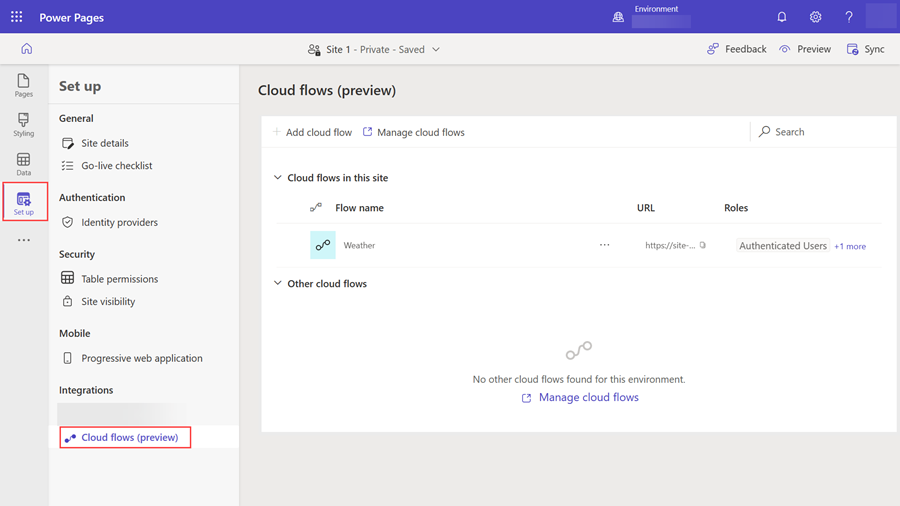 Power Pages
Environment
Site 1 - Private - Saved
Feedback
Preview
Sync
Pages
Styling
Data
Set up
Set up
General
Site details
Go-live checklist
Authentication
Identity providers
Security
Table permissions
Site visibility
Mobile
Progressive web application
Integrations
Cloud flows (preview)
Cloud flows (preview)
Add cloud flow
Manage cloud flows
Search
Cloud flows in this site
Flow name URL Roles
Weather ... https://site-... Authenticated Users +1 more
Other cloud flows
No other cloud flows found for this environment.
Manage cloud flows